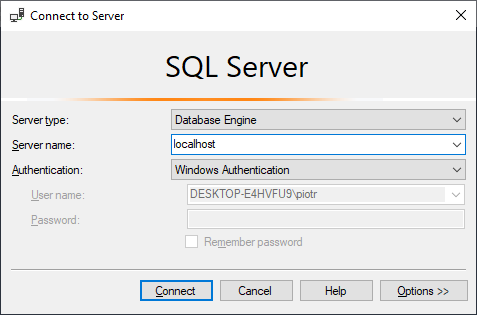 Connect to Server
SQL Server
Server type: Database Engine
Server name: localhost
Authentication: Windows Authentication
User name: DESKTOP-E4HVFU9\piotr
Password:
Remember password
Connect Cancel Help Options >>